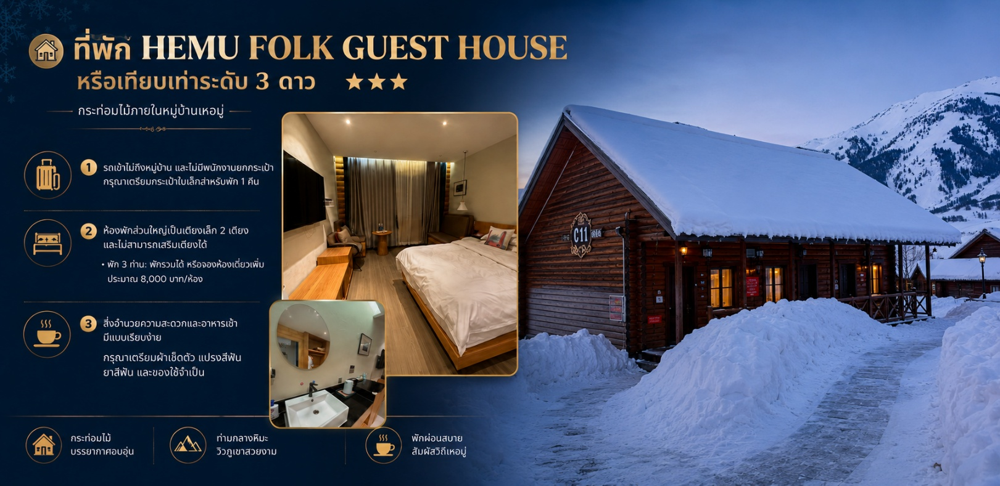 ที่พัก HEMU FOLK GUEST HOUSE
หรือเทียบเท่าระดับ 3 ดาว
กระท่อมไม้ภายในหมู่บ้านเหอมู่
1 รถเข้าไม่ถึงหมู่บ้าน และไม่มีพนักงานยกกระเป๋า
กรุณาเตรียมกระเป๋าใบเล็กสำหรับพัก 1 คืน
2 ห้องพักส่วนใหญ่เป็นเตียงเล็ก 2 เตียง
และไม่สามารถเสริมเตียงได้
• พัก 3 ท่าน: พักรวมได้ หรือจองห้องเดี่ยวเพิ่ม
ประมาณ 8,000 บาท/ห้อง
3 สิ่งอำนวยความสะดวกและอาหารเช้า
มีแบบเรียบง่าย
กรุณาเตรียมผ้าเช็ดตัว แปรงสีฟัน
ยาสีฟัน และของใช้จำเป็น
กระท่อมไม้
บรรยากาศอบอุ่น
ท่ามกลางหิมะ
วิวภูเขาสวยงาม
พักผ่อนสบาย
สัมผัสวิถีเหอมู่
C11